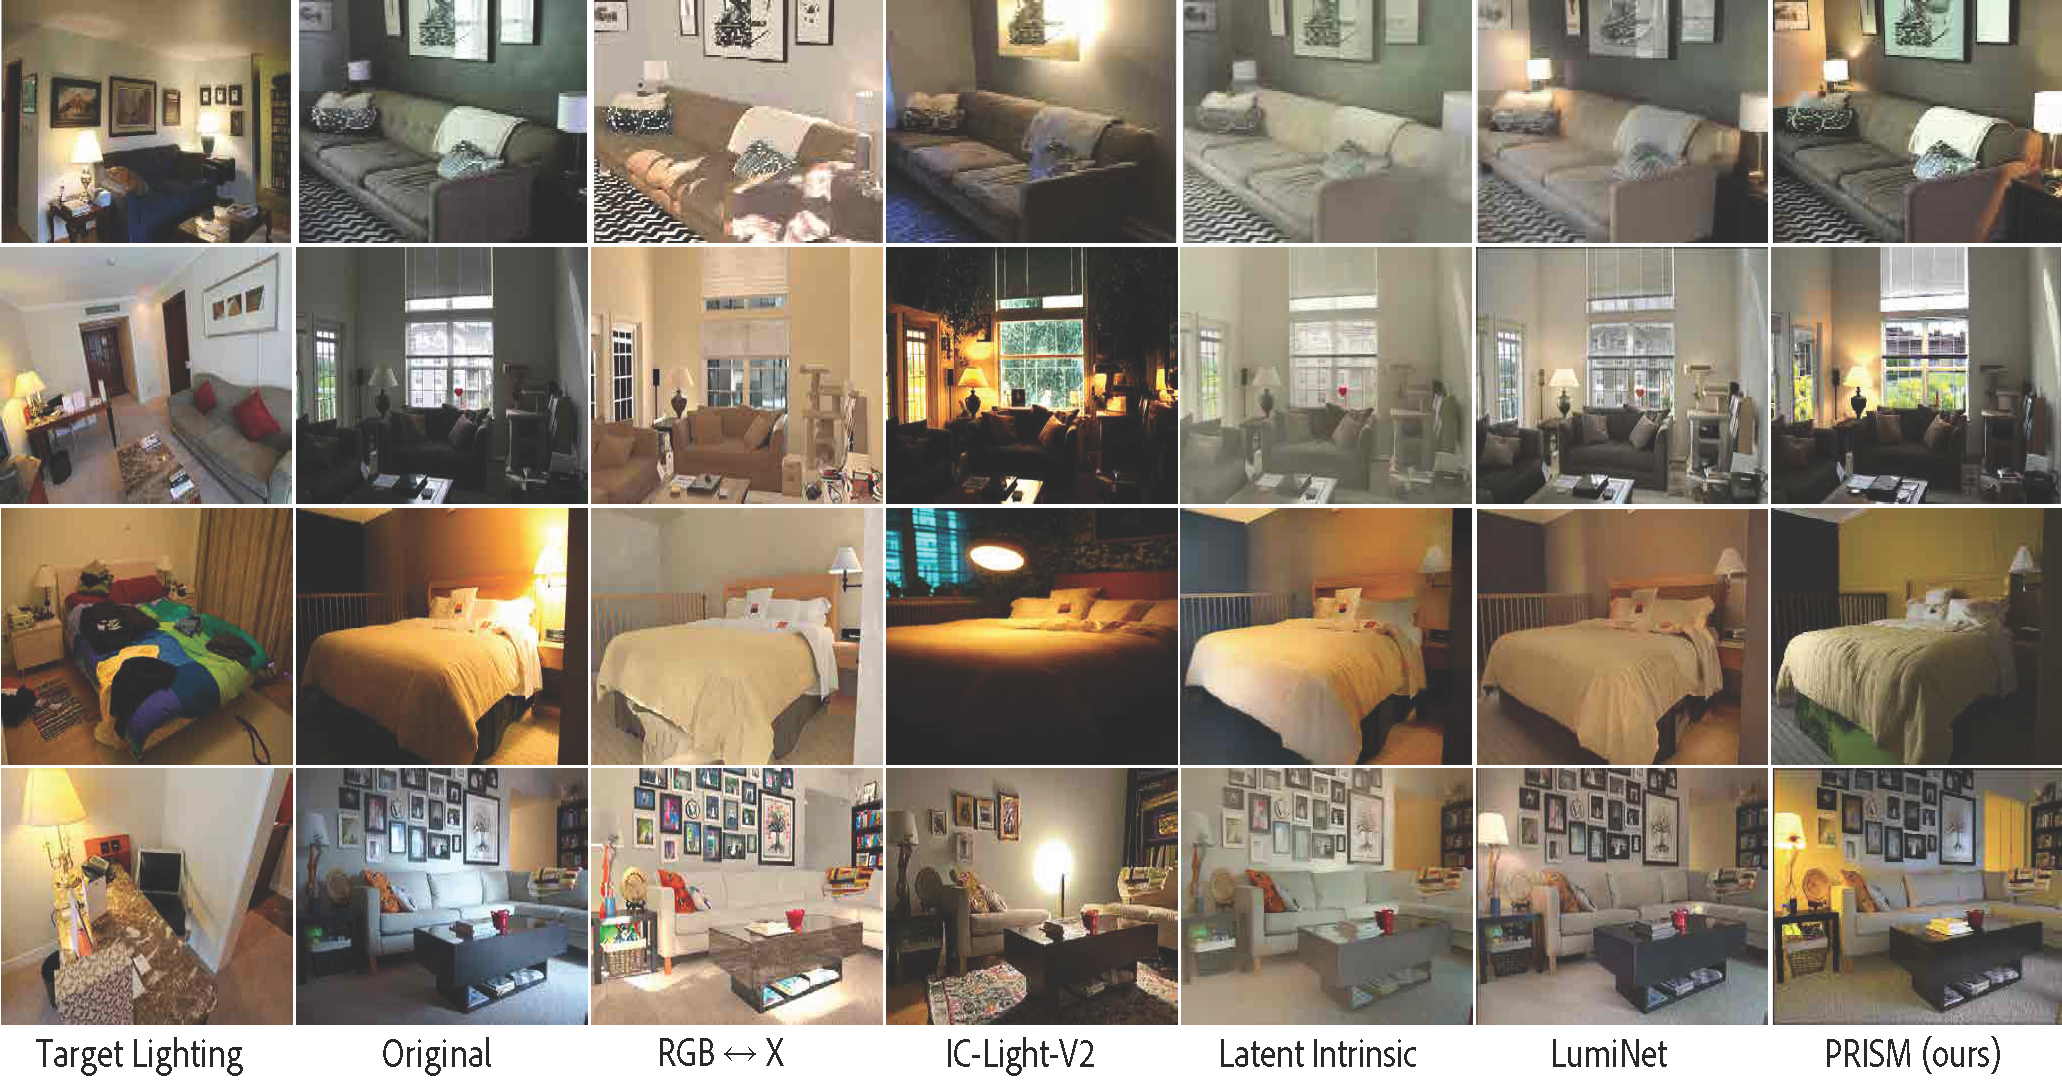 Target Lighting
Original
RGB ↔ X
IC-Light-V2
Latent Intrinsic
LumiNet
PRISM (ours)